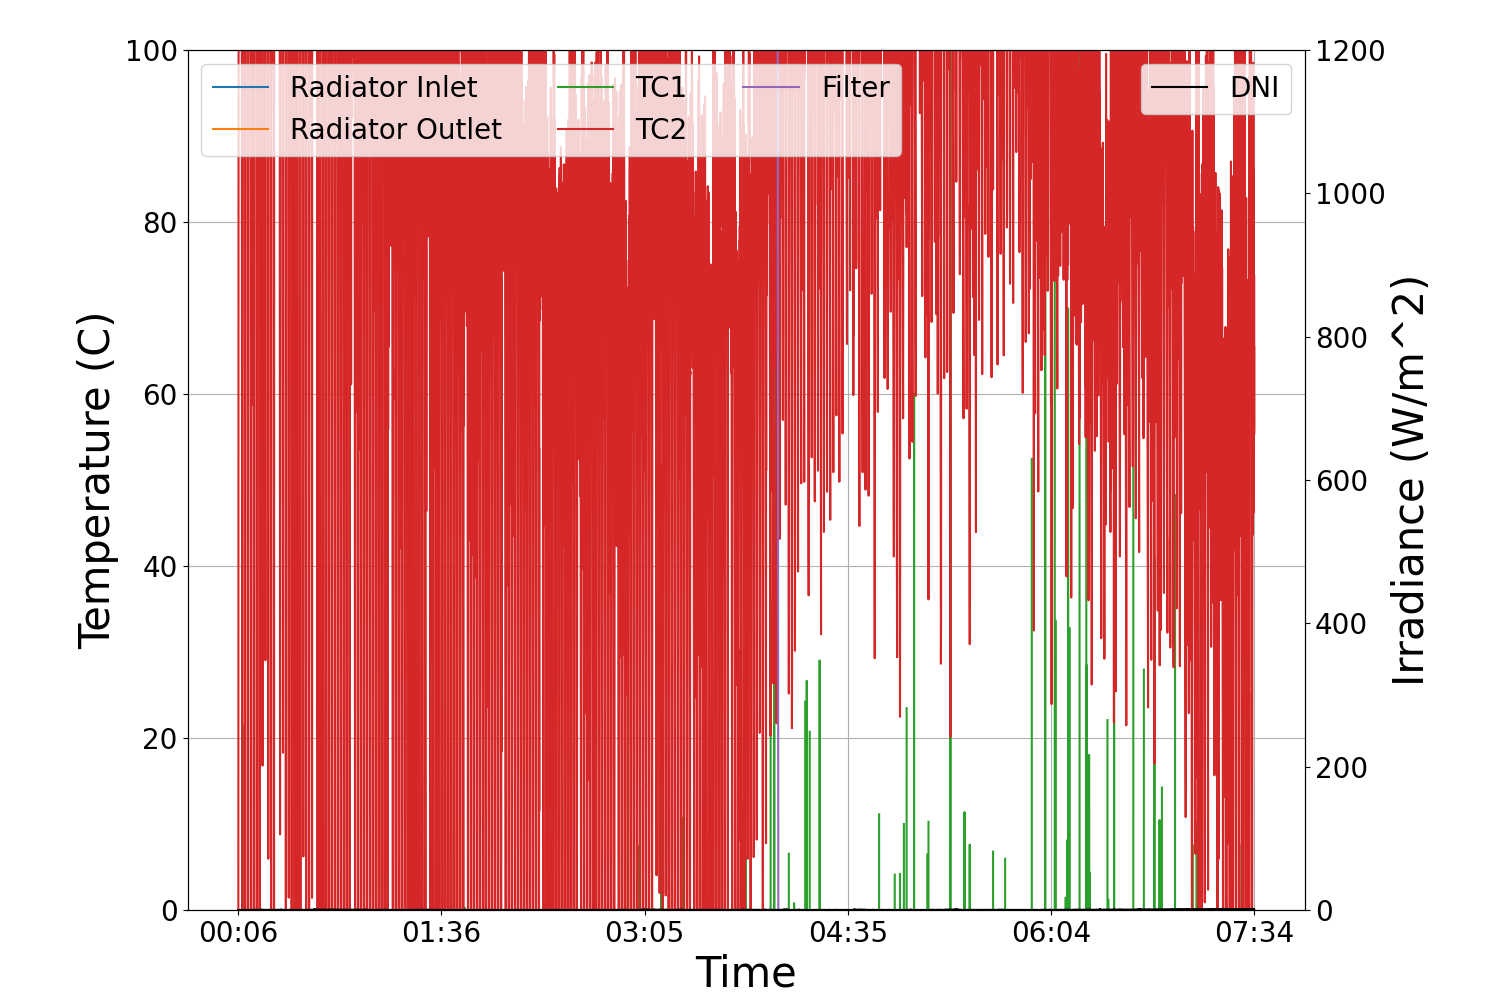 100
80
60
40
20
0
Temperature (C)
Radiator Inlet
Radiator Outlet
TC1
TC2
Filter
DNI
1200
1000
800
600
400
200
0
Irradiance (W/m^2)
00:06
01:36
03:05
04:35
06:04
07:34
Time